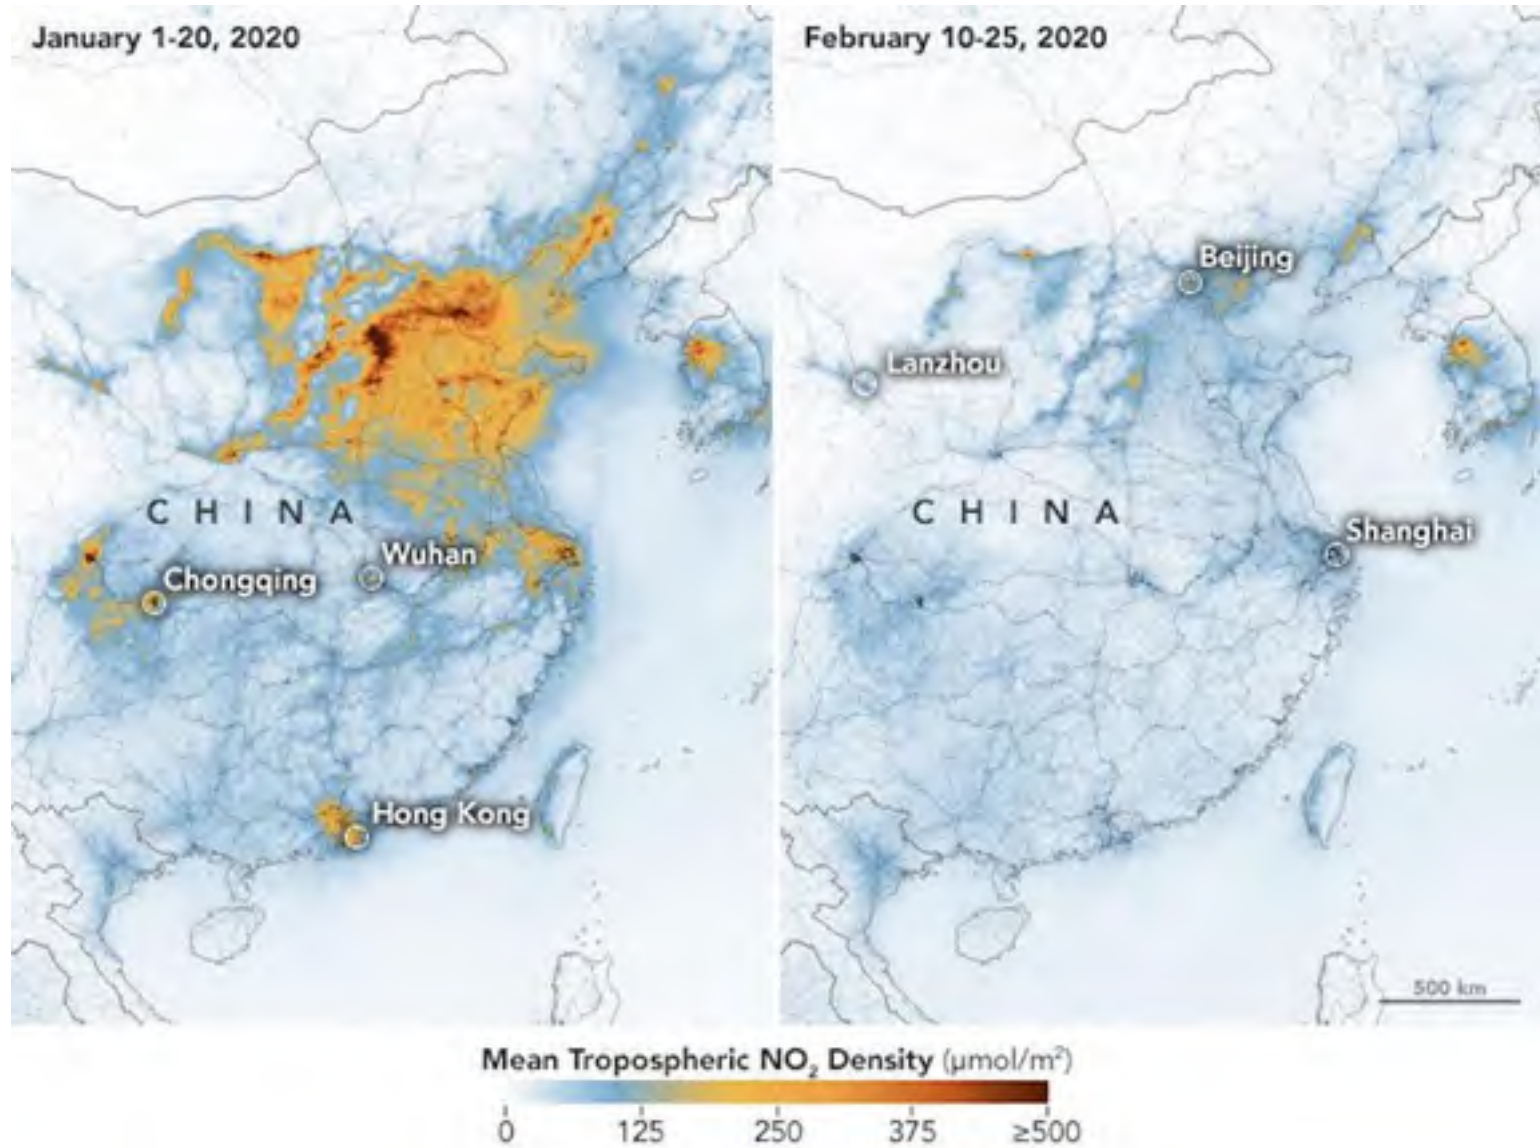 January 1-20, 2020
C H I N A
Wuhan
Chongqing
Hong Kong
February 10-25, 2020
Beijing
Lanzhou
C H I N A
Shanghai
500 km
Mean Tropospheric NO₂ Density (µmol/m²)
0 125 250 375 ≥500